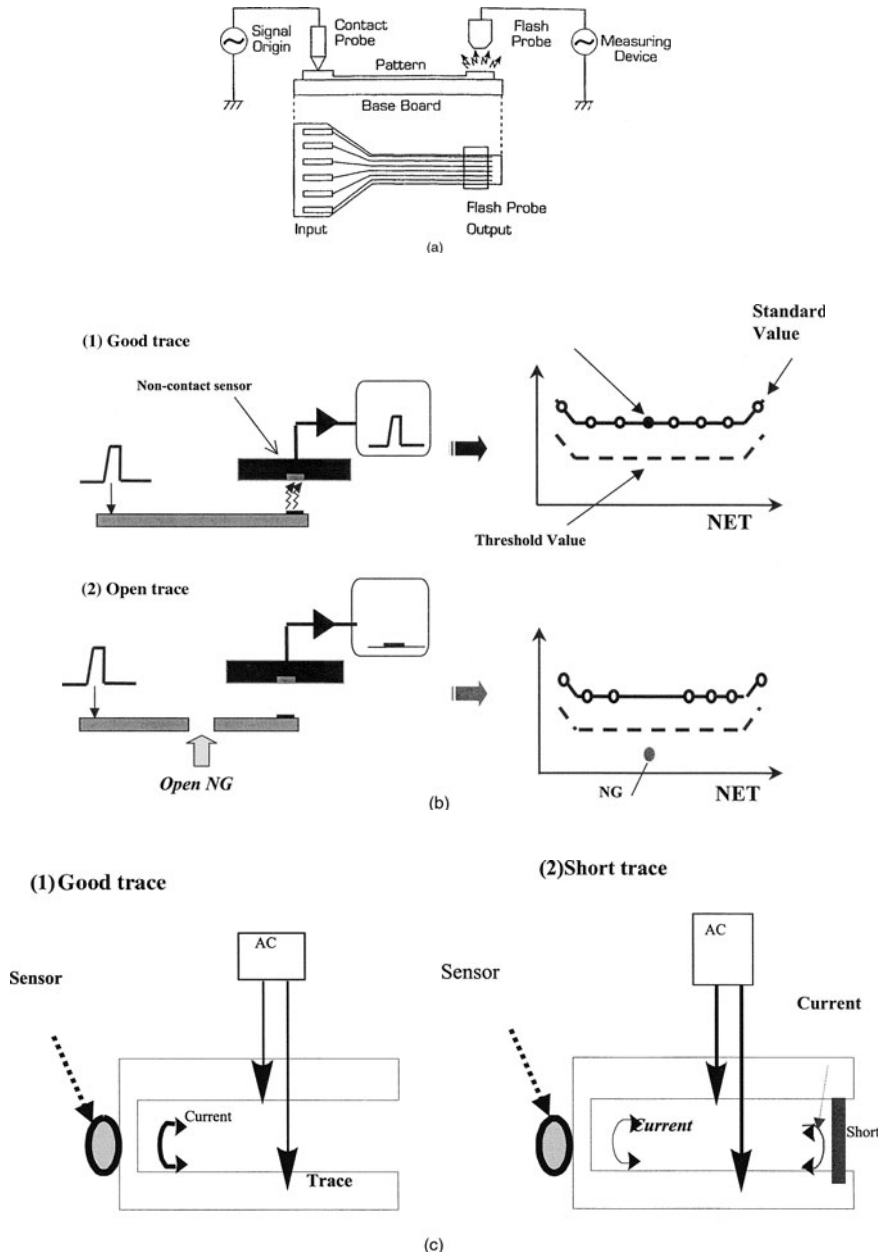 Signal
Origin
Contact
Probe
Flash
Probe
Measuring
Device
Pattern
Base Board
Input
Flash Probe
Output
(a)
(1) Good trace
Non-contact sensor
Standard
Value
Threshold Value
NET
(2) Open trace
Open NG
NG
NET
(b)
(1) Good trace
AC
Sensor
Current
Trace
(2)Short trace
AC
Sensor
Current
Current
Short
(c)